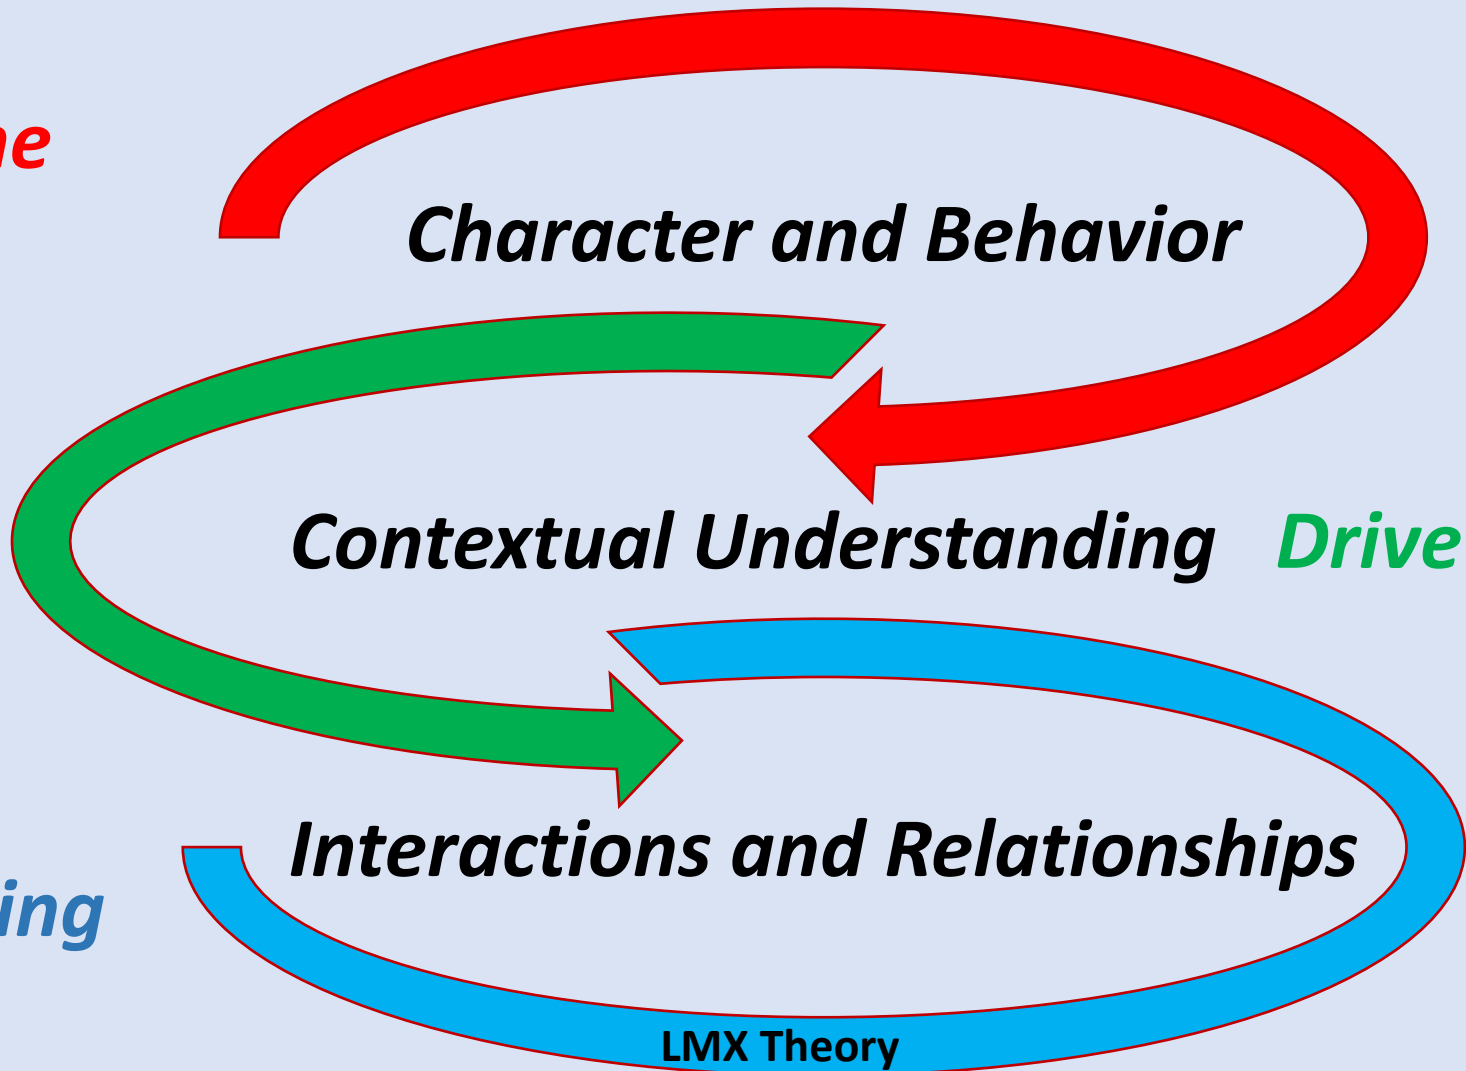 ne
Character and Behavior
Contextual Understanding Drive
Interactions and Relationships
ing
LMX Theory